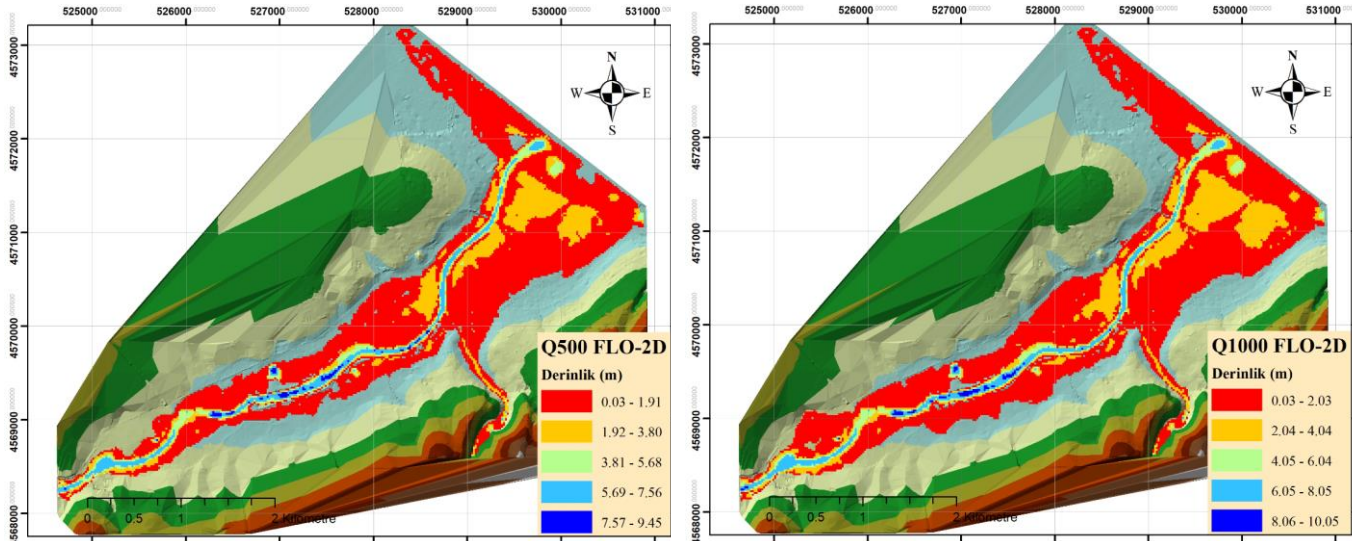 525000 526000 527000 528000 529000 530000 531000
4573000
4572000
4571000
4570000
4569000
4568000
N
W E
S
Q500 FLO-2D
Derinlik (m)
0.03 - 1.91
1.92 - 3.80
3.81 - 5.68
5.69 - 7.56
7.57 - 9.45
0 0.5 1 2 Kilometre
525000 526000 527000 528000 529000 530000 531000
4573000
4572000
4571000
4570000
4569000
4568000
N
W E
S
Q1000 FLO-2D
Derinlik (m)
0.03 - 2.03
2.04 - 4.04
4.05 - 6.04
6.05 - 8.05
8.06 - 10.05
0 0.5 1 2 Kilometre